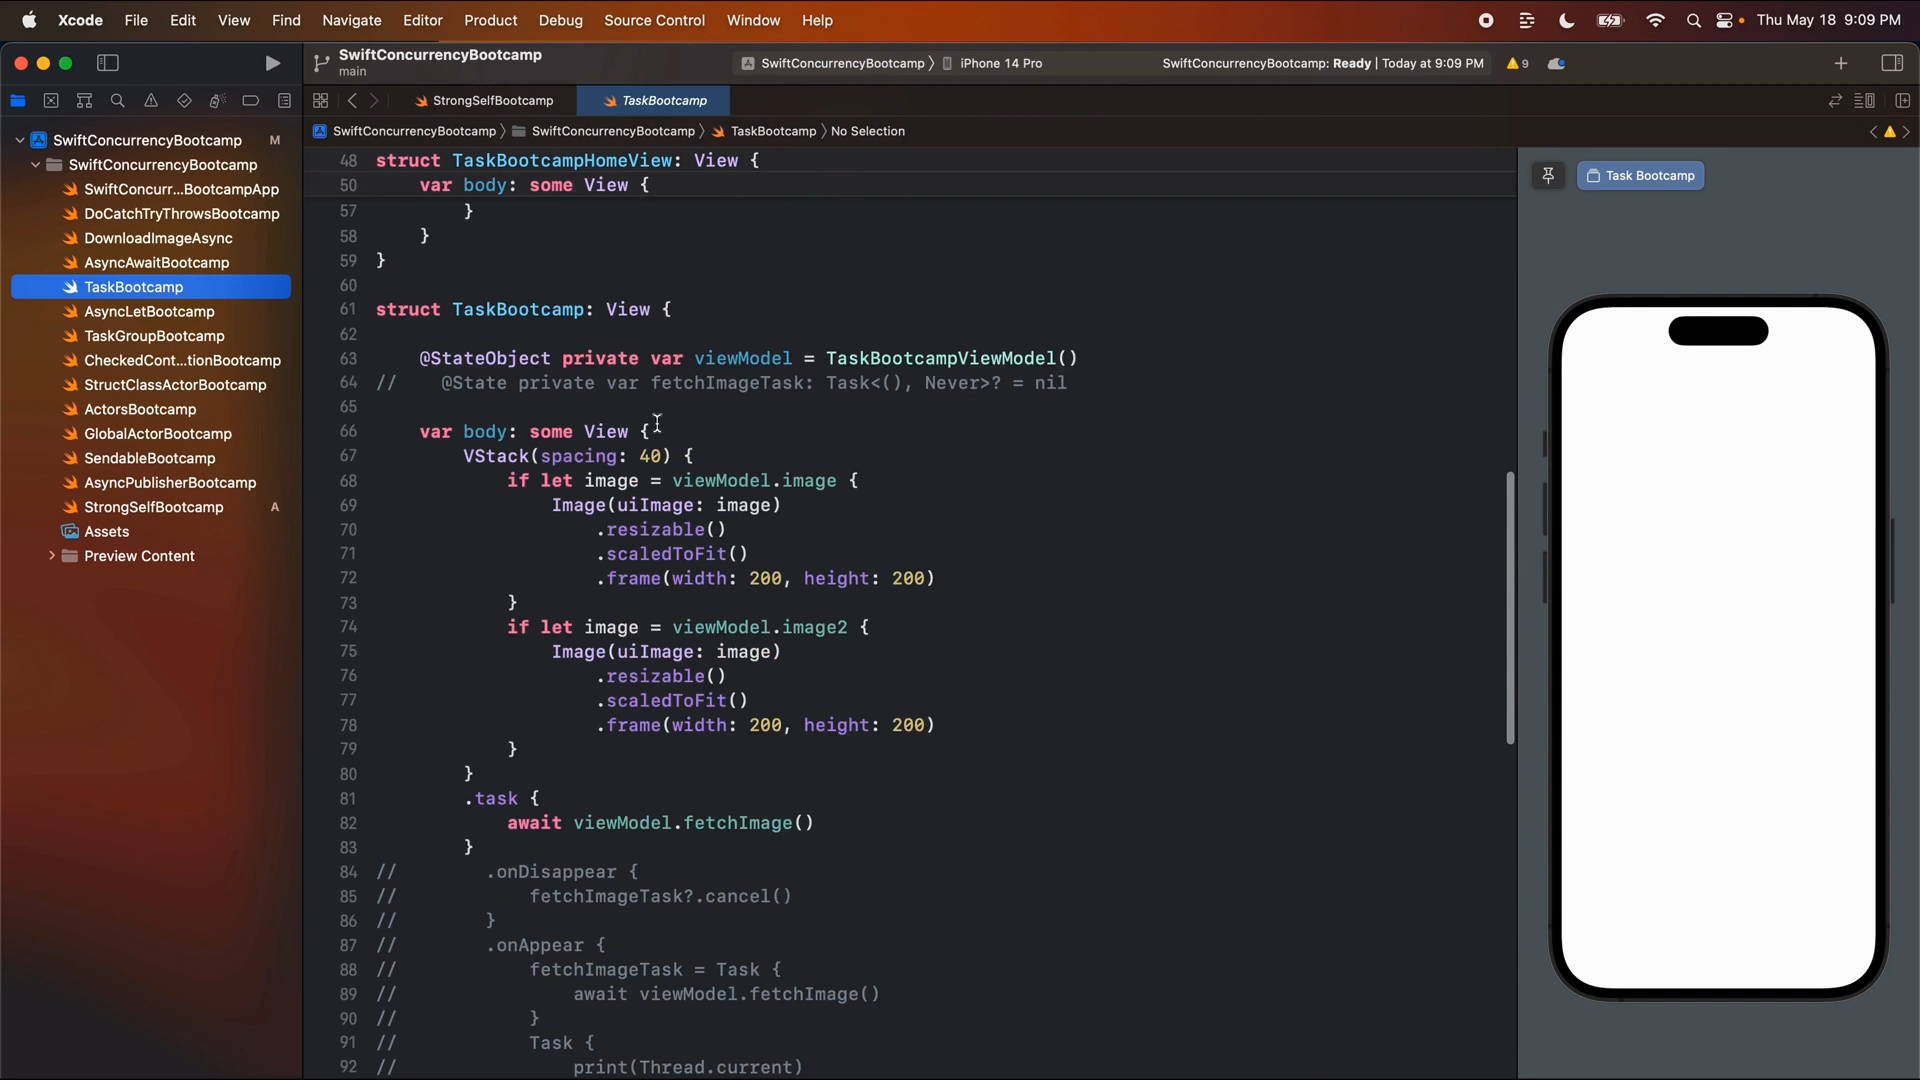 Xcode File Edit View Find Navigate Editor Product Debug Source Control Window Help Thu May 18 9:09 PM
SwiftConcurrencyBootcamp
main
SwiftConcurrencyBootcamp 〉 iPhone 14 Pro
SwiftConcurrencyBootcamp: Ready | Today at 9:09 PM
9
StrongSelfBootcamp
TaskBootcamp
SwiftConcurrencyBootcamp 〉 SwiftConcurrencyBootcamp 〉 TaskBootcamp 〉 No Selection
SwiftConcurrencyBootcamp M
SwiftConcurrencyBootcamp
SwiftConcurr...BootcampApp
DoCatchTryThrowsBootcamp
DownloadImageAsync
AsyncAwaitBootcamp
TaskBootcamp
AsyncLetBootcamp
TaskGroupBootcamp
CheckedCont...tionBootcamp
StructClassActorBootcamp
ActorsBootcamp
GlobalActorBootcamp
SendableBootcamp
AsyncPublisherBootcamp
StrongSelfBootcamp A
Assets
Preview Content
48 struct TaskBootcampHomeView: View {
50 var body: some View {
57 }
58 }
59 }
60
61 struct TaskBootcamp: View {
62
63 @StateObject private var viewModel = TaskBootcampViewModel()
64 // @State private var fetchImageTask: Task<(), Never>? = nil
65
66 var body: some View {
67 VStack(spacing: 40) {
68 if let image = viewModel.image {
69 Image(uiImage: image)
70 .resizable()
71 .scaledToFit()
72 .frame(width: 200, height: 200)
73 }
74 if let image = viewModel.image2 {
75 Image(uiImage: image)
76 .resizable()
77 .scaledToFit()
78 .frame(width: 200, height: 200)
79 }
80 }
81 .task {
82 await viewModel.fetchImage()
83 }
84 // .onDisappear {
85 // fetchImageTask?.cancel()
86 // }
87 // .onAppear {
88 // fetchImageTask = Task {
89 // await viewModel.fetchImage()
90 // }
91 // Task {
92 // print(Thread.current)
Task Bootcamp